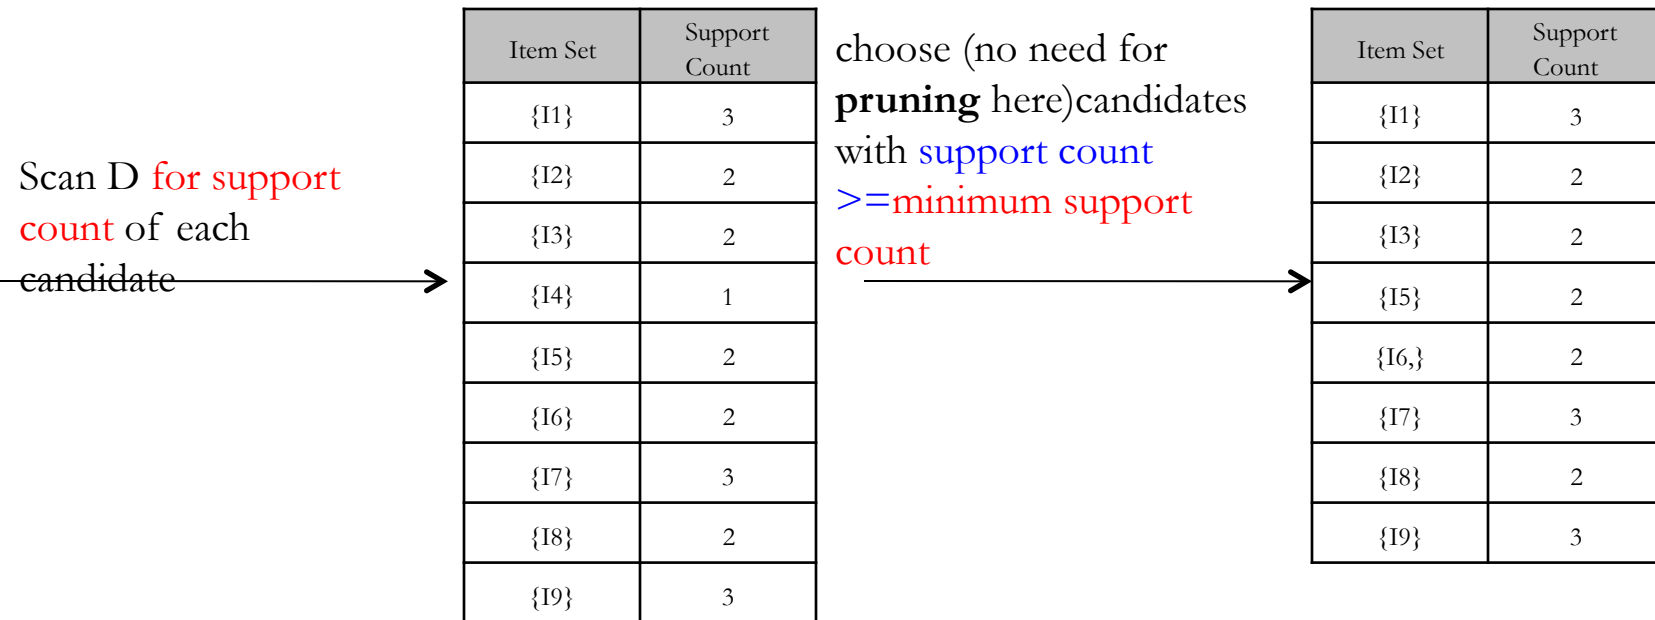 Scan D for support
count of each
candidate
Item Set Support Count
{I1} 3
{I2} 2
{I3} 2
{I4} 1
{I5} 2
{I6} 2
{I7} 3
{I8} 2
{I9} 3
choose (no need for
pruning here)candidates
with support count
>=minimum support
count
Item Set Support Count
{I1} 3
{I2} 2
{I3} 2
{I5} 2
{I6,} 2
{I7} 3
{I8} 2
{I9} 3